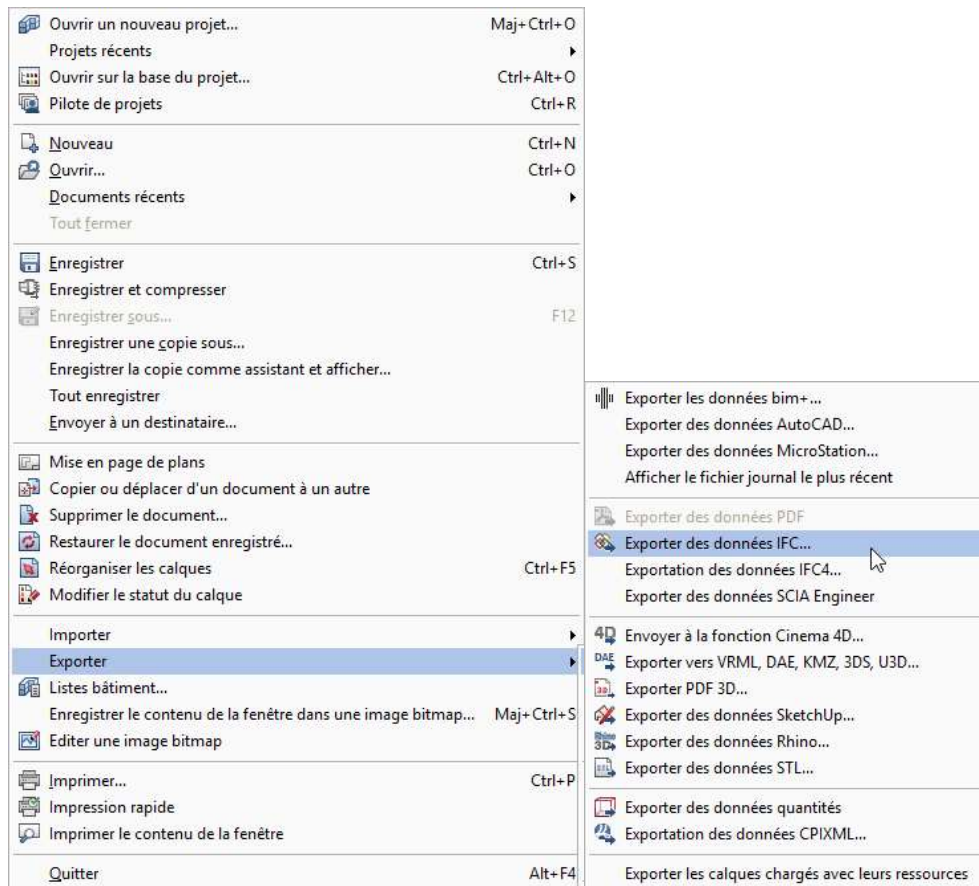 Ouvrir un nouveau projet... Maj+Ctrl+O
Projets récents
Ouvrir sur la base du projet... Ctrl+Alt+O
Pilote de projets Ctrl+R
Nouveau Ctrl+N
Ouvrir... Ctrl+O
Documents récents
Tout fermer
Enregistrer Ctrl+S
Enregistrer et compresser
Enregistrer sous... F12
Enregistrer une copie sous...
Enregistrer la copie comme assistant et afficher...
Tout enregistrer
Envoyer à un destinataire...
Mise en page de plans
Copier ou déplacer d'un document à un autre
Supprimer le document...
Restaurer le document enregistré...
Réorganiser les calques Ctrl+F5
Modifier le statut du calque
Importer
Exporter
Listes bâtiment...
Enregistrer le contenu de la fenêtre dans une image bitmap... Maj+Ctrl+S
Editer une image bitmap
Imprimer... Ctrl+P
Impression rapide
Imprimer le contenu de la fenêtre
Quitter Alt+F4
Exporter les données bim+...
Exporter des données AutoCAD...
Exporter des données MicroStation...
Afficher le fichier journal le plus récent
Exporter des données PDF
Exporter des données IFC...
Exportation des données IFC4...
Exporter des données SCIA Engineer
4D Envoyer à la fonction Cinema 4D...
DAE Exporter vers VRML, DAE, KMZ, 3DS, U3D...
Exporter PDF 3D...
Exporter des données SketchUp...
Rhino 3D Exporter des données Rhino...
Exporter des données STL...
Exporter des données quantités
Exportation des données CPIXML...
Exporter les calques chargés avec leurs ressources